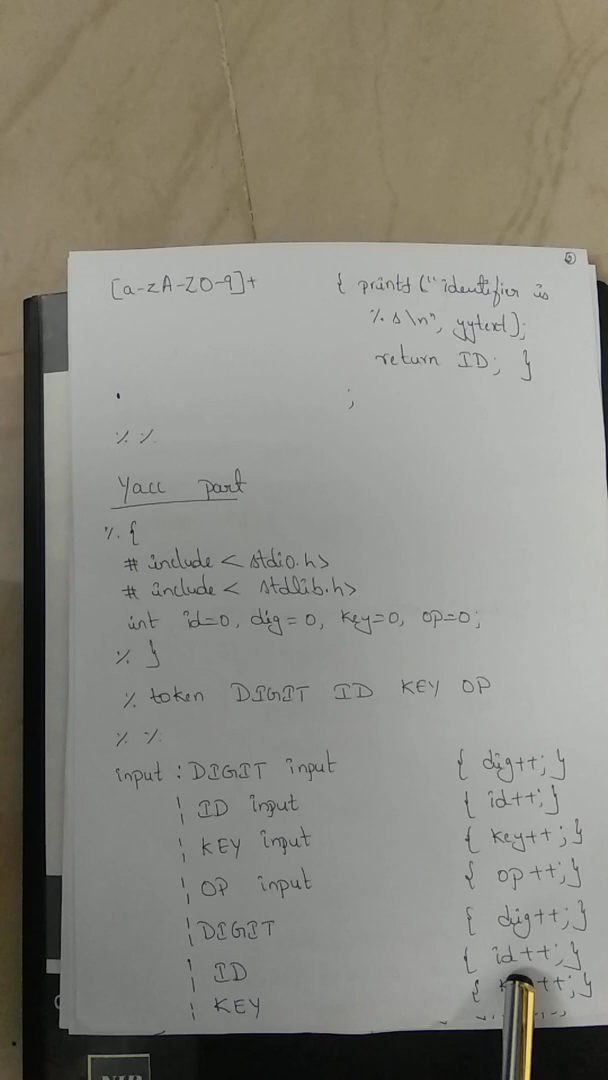 [a-zA-Z0-9]+ { printf("identifier is
%s\n", yytext);
return ID; }
. ;
%%
Yacc part
%{
#include <stdio.h>
#include <stdlib.h>
int id=0, dig=0, key=0, op=0;
%}
%token DIGIT ID KEY OP
%%
input : DIGIT input { dig++; }
| ID input { id++; }
| KEY input { key++; }
| OP input { op++; }
| DIGIT { dig++; }
| ID { id++; }
| KEY { ++; }